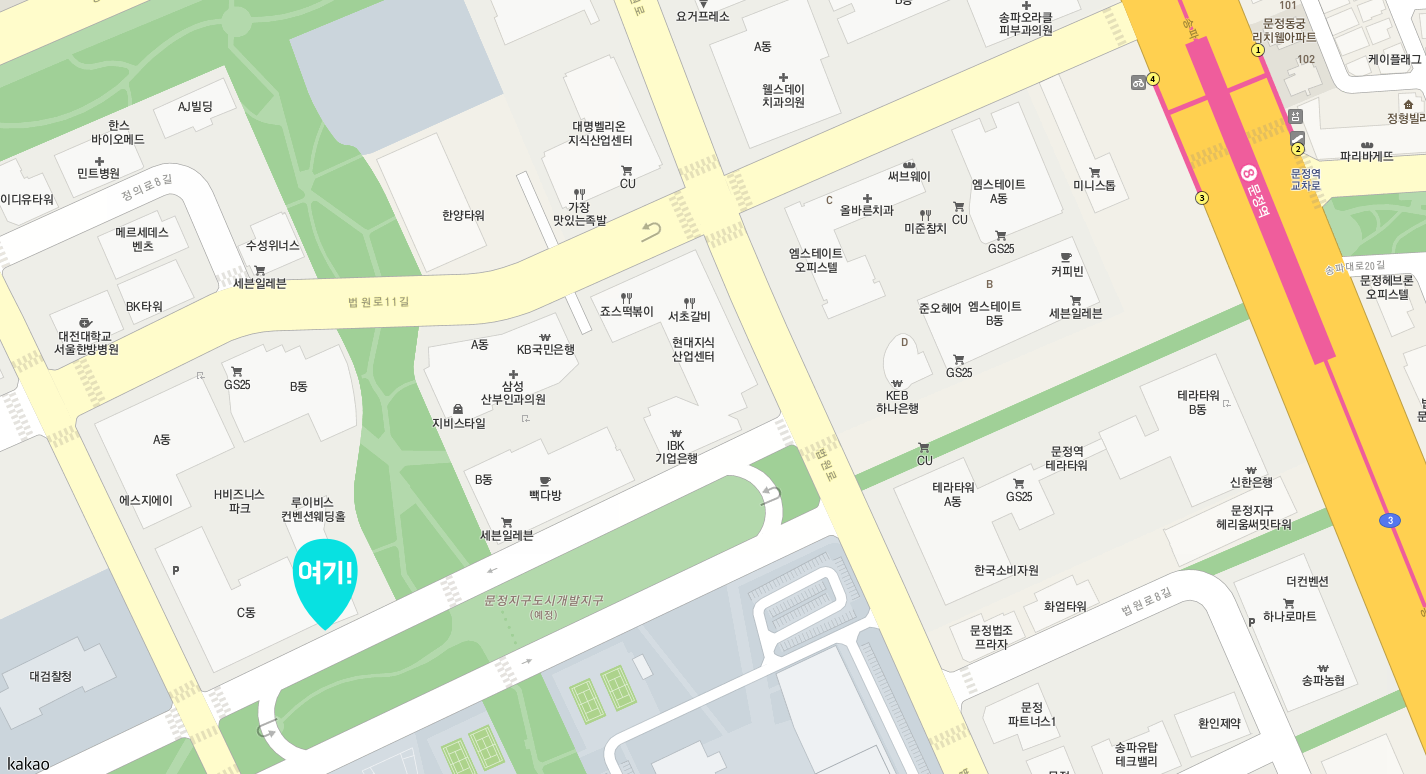 요거프레소
D동
송파오라클
피부과의원
101
문정동궁
리치웰아파트
102
케이플래그
A동
웰스데이
치과의원
법원로
송파
1
4
2
3
AJ빌딩
한스
바이오메드
민트병원
정의로8길
이디유타워
대명벨리온
지식산업센터
CU
가장
맛있는족발
한양타워
써브웨이
C
올바른치과
미준참치
CU
엠스테이트
A동
GS25
미니스톱
8 문정역
문정역
교차로
파리바게뜨
정형빌라
메르세데스
벤츠
수성위너스
세븐일레븐
BK타워
대전대학교
서울한방병원
법원로11길
죠스떡볶이
서초갈비
현대지식
산업센터
엠스테이트
오피스텔
커피빈
B
준오헤어
엠스테이트
B동
세븐일레븐
송파대로20길
문정헤브론
오피스텔
A동
KB국민은행
삼성
산부인과의원
지비스타일
GS25
B동
D
GS25
KEB
하나은행
A동
에스지에이
H비즈니스
파크
루이비스
컨벤션웨딩홀
B동
빽다방
세븐일레븐
IBK
기업은행
법원로
CU
테라타워
A동
GS25
문정역
테라타워
테라타워
B동
신한은행
문정지구
헤리움써밋타워
3
P
C동
여기!
문정지구도시개발지구
(예정)
한국소비자원
화엄타워
문정법조
프라자
법원로8길
더컨벤션
하나로마트
P
송파농협
대검찰청
문정
파트너스1
환인제약
송파유탑
테크밸리
kakao